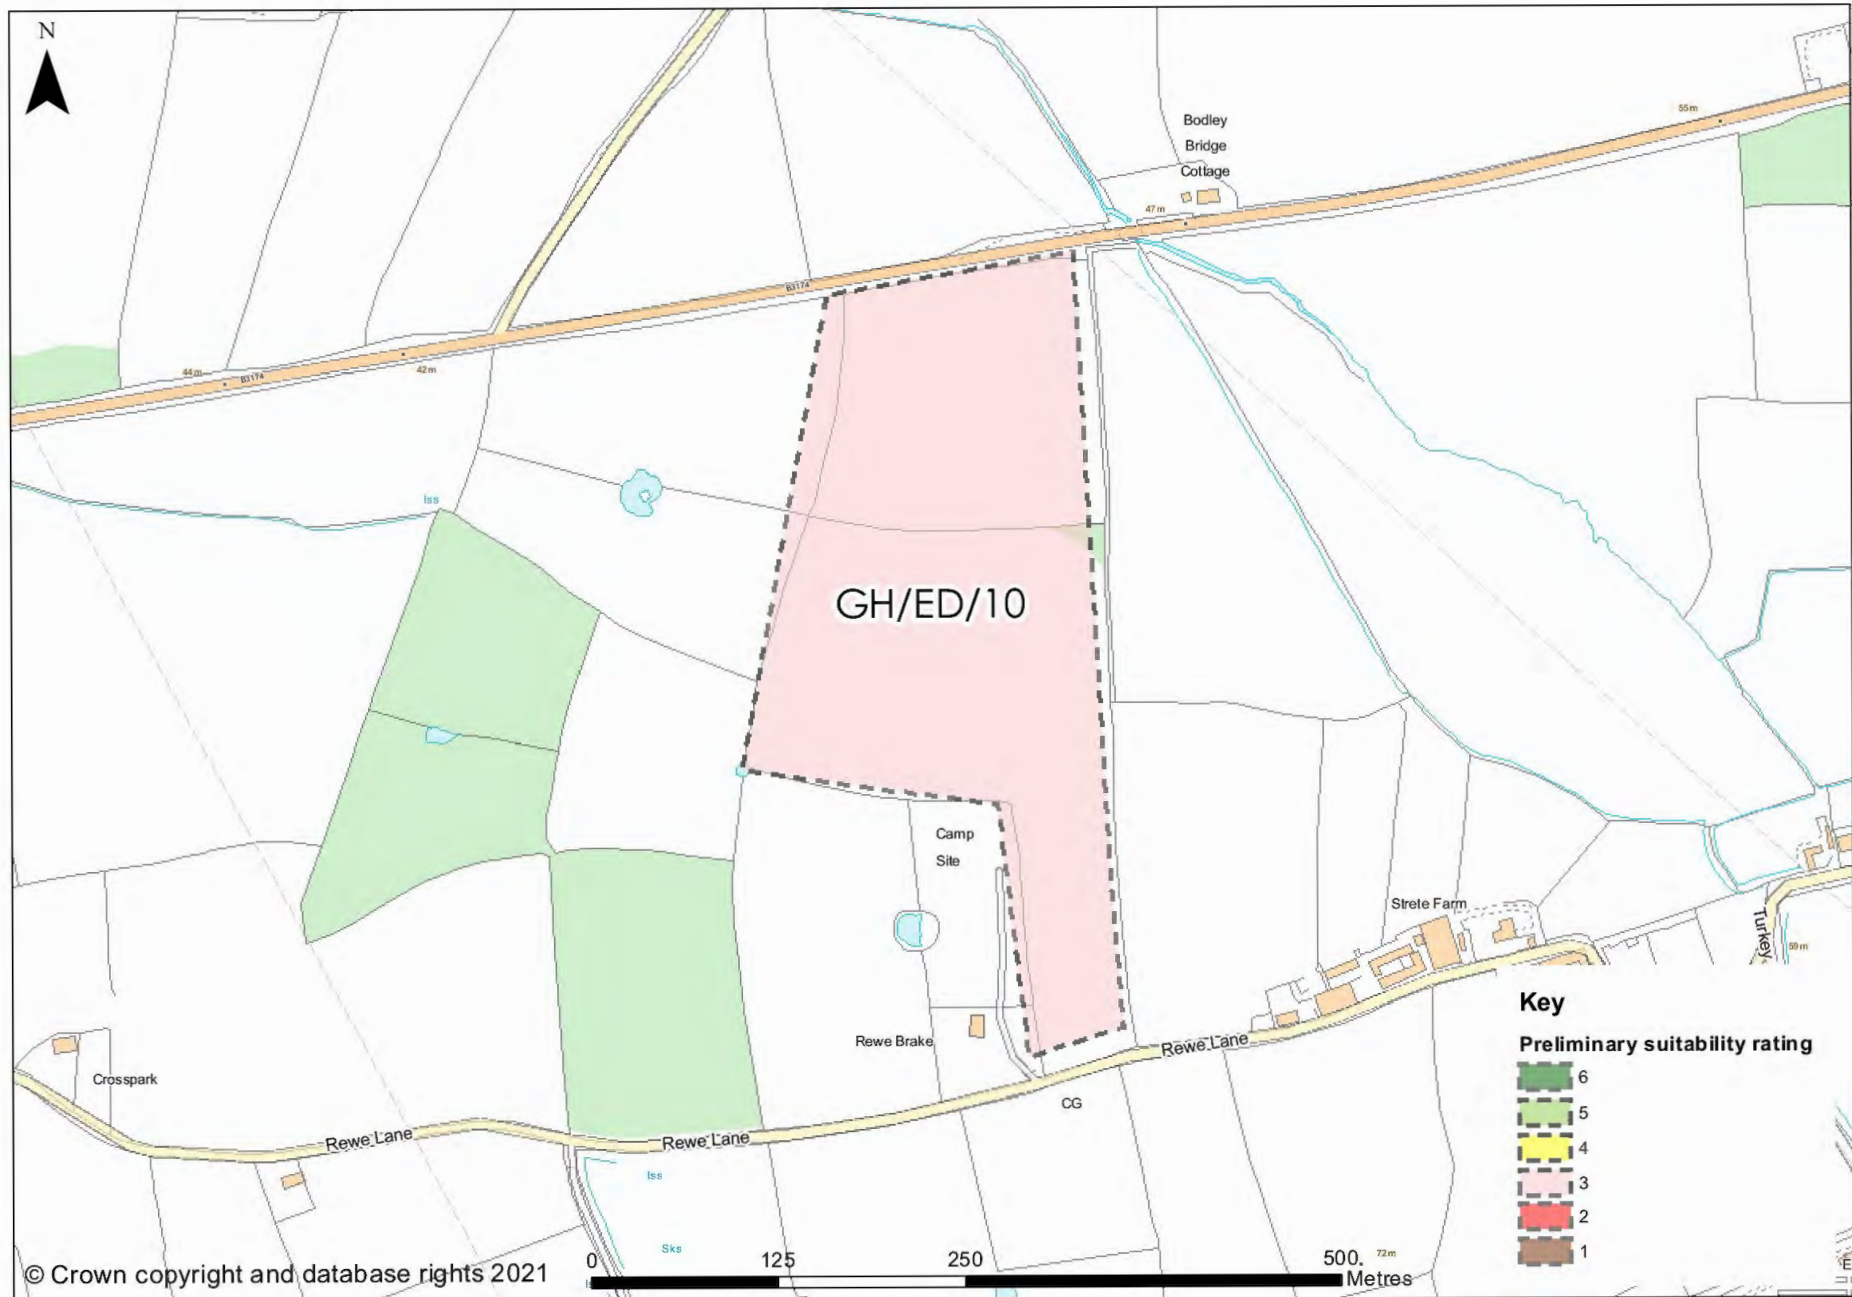 N
55m
Bodley
Bridge
Cottage
47m
B3174
44m
B3174
42m
Iss
GH/ED/10
Camp
Site
Strete Farm
Turkey
59m
Rewe Brake
Rewe Lane
Crosspark
CG
Rewe Lane
Rewe Lane
Iss
Sks
Key
Preliminary suitability rating
6
5
4
3
2
1
72m
0 125 250 500.
Metres
© Crown copyright and database rights 2021
E